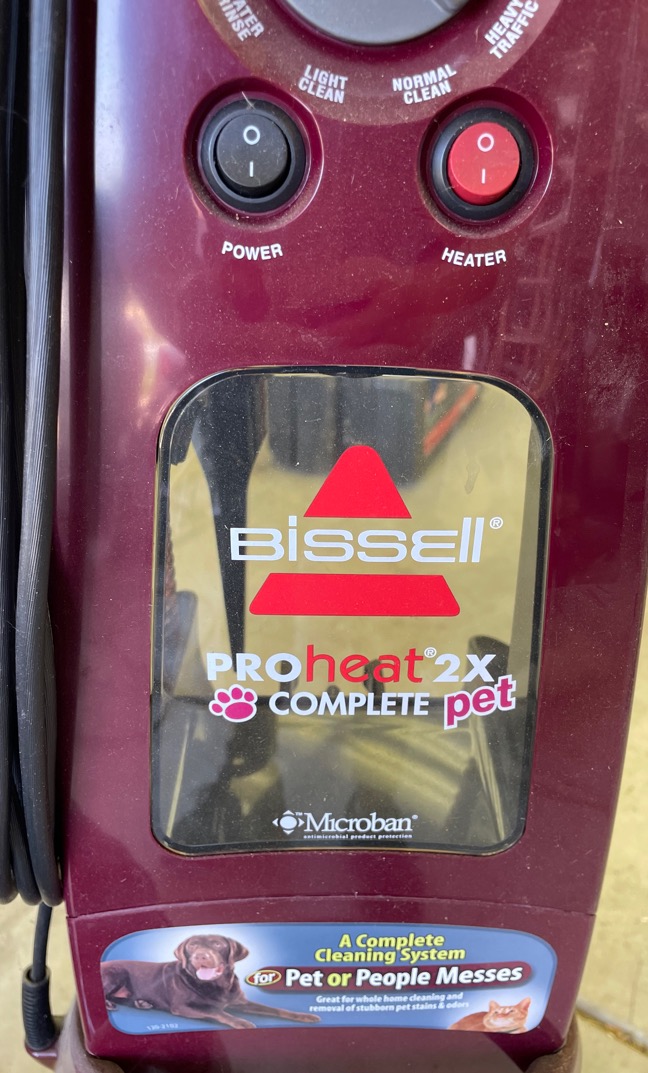 WATER
RINSE
HEAVY
TRAFFIC
LIGHT
CLEAN
NORMAL
CLEAN
O
I
O
I
POWER
HEATER
BISSELL®
PROheat®2X
COMPLETE pet
Microban®
antimicrobial product protection
A Complete
Cleaning System
for Pet or People Messes
Great for whole home cleaning and
removal of stubborn pet stains & odors